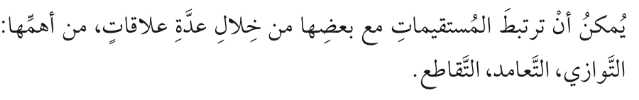 يُمكنُ أنْ ترتبطَ المُستقيماتِ مع بعضِها من خِلالِ عدَّةِ علاقاتٍ، من أهمِّها:
التَّوازي، التَّعامد، التَّقاطع.